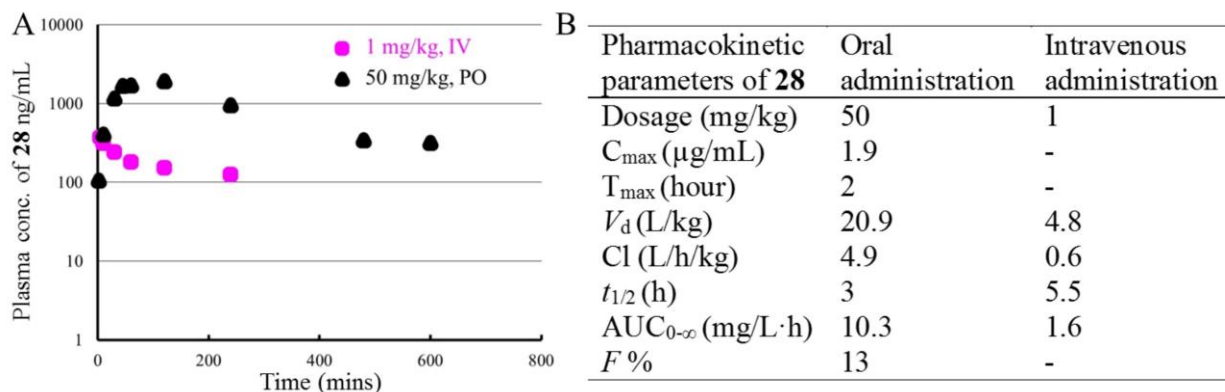 A
10000
1000
100
10
1
0
200
400
600
800
Plasma conc. of 28 ng/mL
Time (mins)
1 mg/kg, IV
50 mg/kg, PO
B
Pharmacokinetic parameters of 28
Oral administration
Intravenous administration
Dosage (mg/kg) 50 1
Cmax (µg/mL) 1.9 -
Tmax (hour) 2 -
Vd (L/kg) 20.9 4.8
Cl (L/h/kg) 4.9 0.6
t1/2 (h) 3 5.5
AUC0-∞ (mg/L·h) 10.3 1.6
F % 13 -